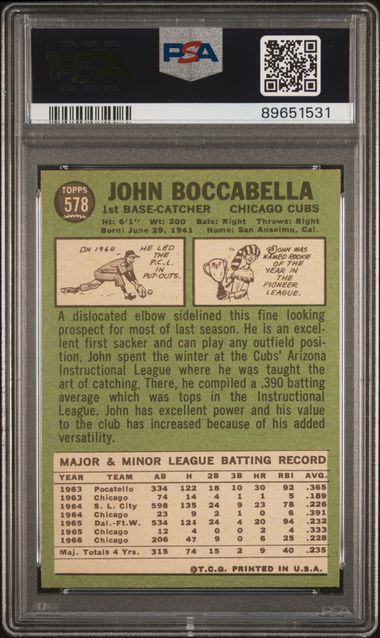 PSA
PSA
89651531
TOPPS
578
JOHN BOCCABELLA
1st BASE-CATCHER CHICAGO CUBS
Ht: 6'1" Wt: 200 Bats: Right Throws: Right
Born: June 29, 1941 Home: San Anselmo, Cal.
IN 1964
HE LED
THE
P.C.L.
IN
PUT-OUTS.
JOHN WAS
NAMED ROOKIE
OF THE
YEAR IN
THE
PIONEER
LEAGUE.
MVP
A dislocated elbow sidelined this fine looking
prospect for most of last season. He is an excel-
lent first sacker and can play any outfield posi-
tion. John spent the winter at the Cubs' Arizona
Instructional League where he was taught the
art of catching. There, he compiled a .390 batting
average which was tops in the Instructional
League. John has excellent power and his value
to the club has increased because of his added
versatility.
MAJOR & MINOR LEAGUE BATTING RECORD
YEAR TEAM AB H 2B 3B HR RBI AVG.
1963 Pocatello 334 122 18 10 30 92 .365
1963 Chicago 74 14 4 1 1 5 .189
1964 S. L. City 598 135 24 9 23 78 .226
1964 Chicago 23 9 2 1 0 6 .391
1965 Dal.-Ft.W. 534 124 24 4 20 94 .232
1965 Chicago 12 4 0 0 2 4 .333
1966 Chicago 206 47 9 0 6 25 .228
Maj. Totals 4 Yrs. 315 74 15 2 9 40 .235
©T.C.G. PRINTED IN U.S.A.